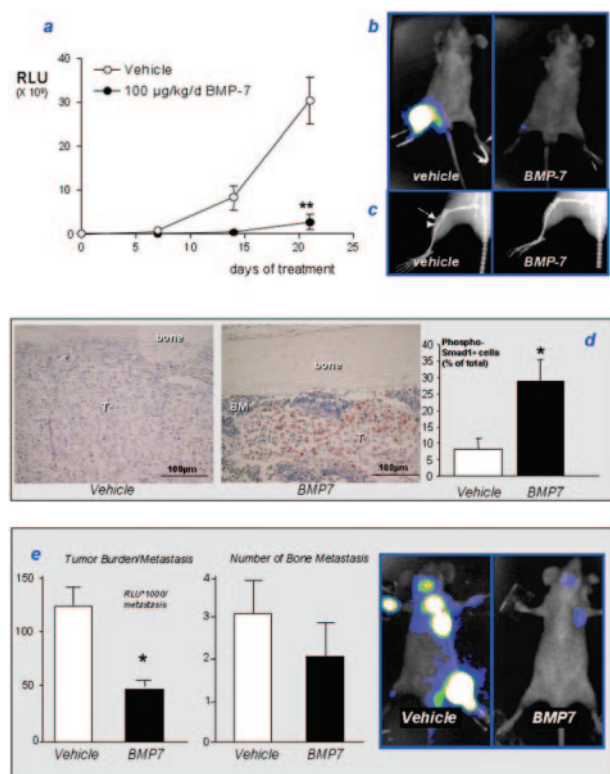 a
RLU
(X 10⁶)
40
30
20
10
0
Vehicle
100 µg/kg/d BMP-7
**
0 5 10 15 20 25
days of treatment
b
vehicle BMP-7
c
vehicle BMP-7
bone
T
100µm
Vehicle
bone
BM
T
100µm
BMP7
d
Phospho-
Smad1+ cells
(% of total)
*
40
35
30
25
20
15
10
5
0
Vehicle BMP7
e
Tumor Burden/Metastasis
150
100
50
0
RLU*1000/
metastasis
*
Vehicle BMP7
Number of Bone Metastasis
4
3
2
1
0
Vehicle BMP7
Vehicle BMP7